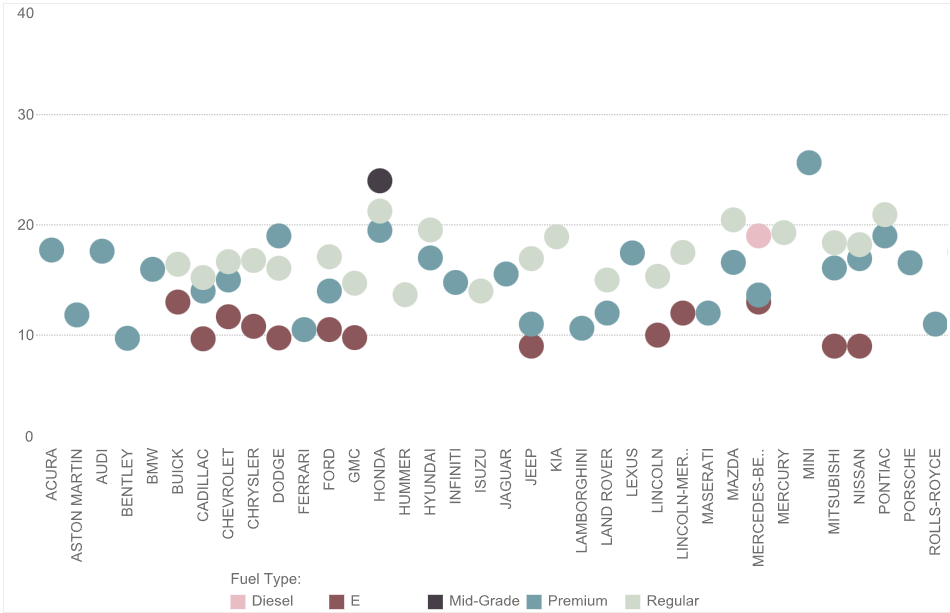 40
30
20
10
0
ACURA
ASTON MARTIN
AUDI
BENTLEY
BMW
BUICK
CADILLAC
CHEVROLET
CHRYSLER
DODGE
FERRARI
FORD
GMC
HONDA
HUMMER
HYUNDAI
INFINITI
ISUZU
JAGUAR
JEEP
KIA
LAMBORGHINI
LAND ROVER
LEXUS
LINCOLN
LINCOLN-MER..
MASERATI
MAZDA
MERCEDES-BE..
MERCURY
MINI
MITSUBISHI
NISSAN
PONTIAC
PORSCHE
ROLLS-ROYCE
Fuel Type:
Diesel E Mid-Grade Premium Regular